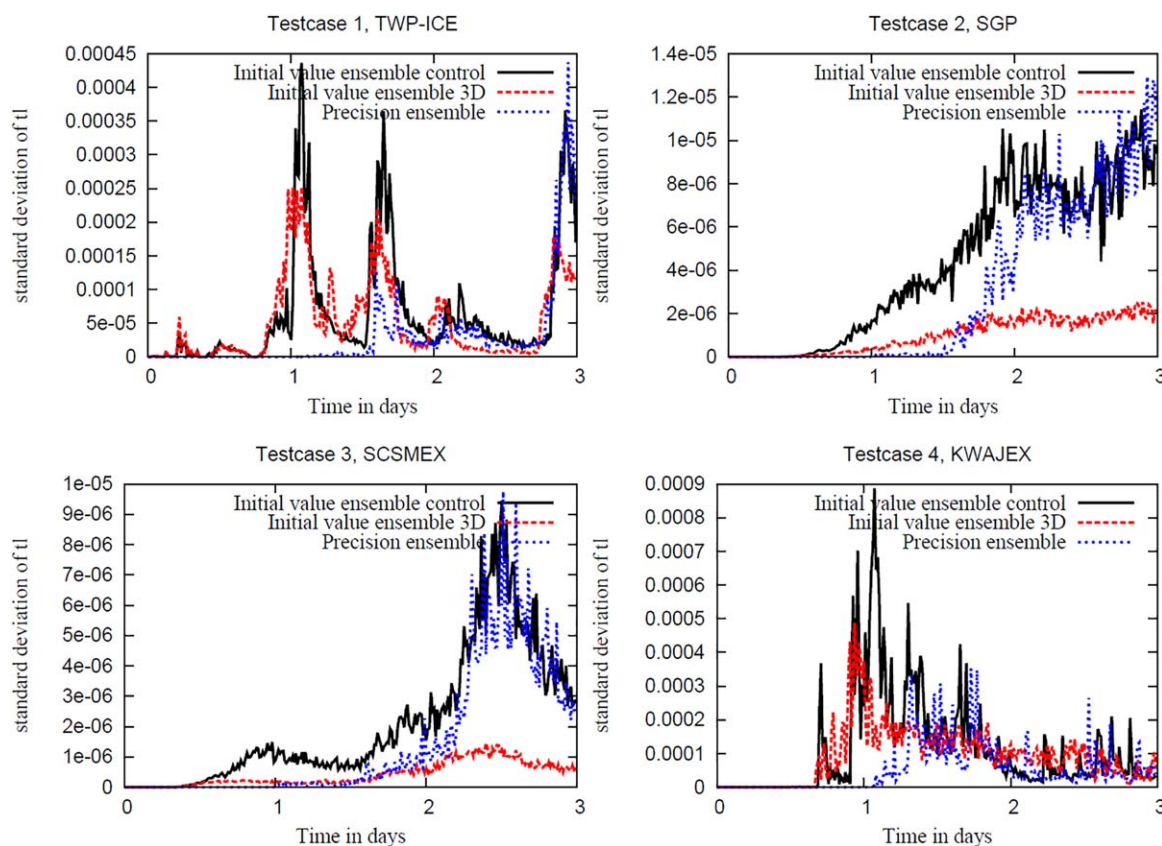 Testcase 1, TWP-ICE
0.00045
0.0004
0.00035
0.0003
0.00025
0.0002
0.00015
0.0001
5e-05
0
standard deviation of tl
Initial value ensemble control
Initial value ensemble 3D
Precision ensemble
0 1 2 3
Time in days
Testcase 2, SGP
1.4e-05
1.2e-05
1e-05
8e-06
6e-06
4e-06
2e-06
0
standard deviation of tl
Initial value ensemble control
Initial value ensemble 3D
Precision ensemble
0 1 2 3
Time in days
Testcase 3, SCSMEX
1e-05
9e-06
8e-06
7e-06
6e-06
5e-06
4e-06
3e-06
2e-06
1e-06
0
standard deviation of tl
Initial value ensemble control
Initial value ensemble 3D
Precision ensemble
0 1 2 3
Time in days
Testcase 4, KWAJEX
0.0009
0.0008
0.0007
0.0006
0.0005
0.0004
0.0003
0.0002
0.0001
0
standard deviation of tl
Initial value ensemble control
Initial value ensemble 3D
Precision ensemble
0 1 2 3
Time in days